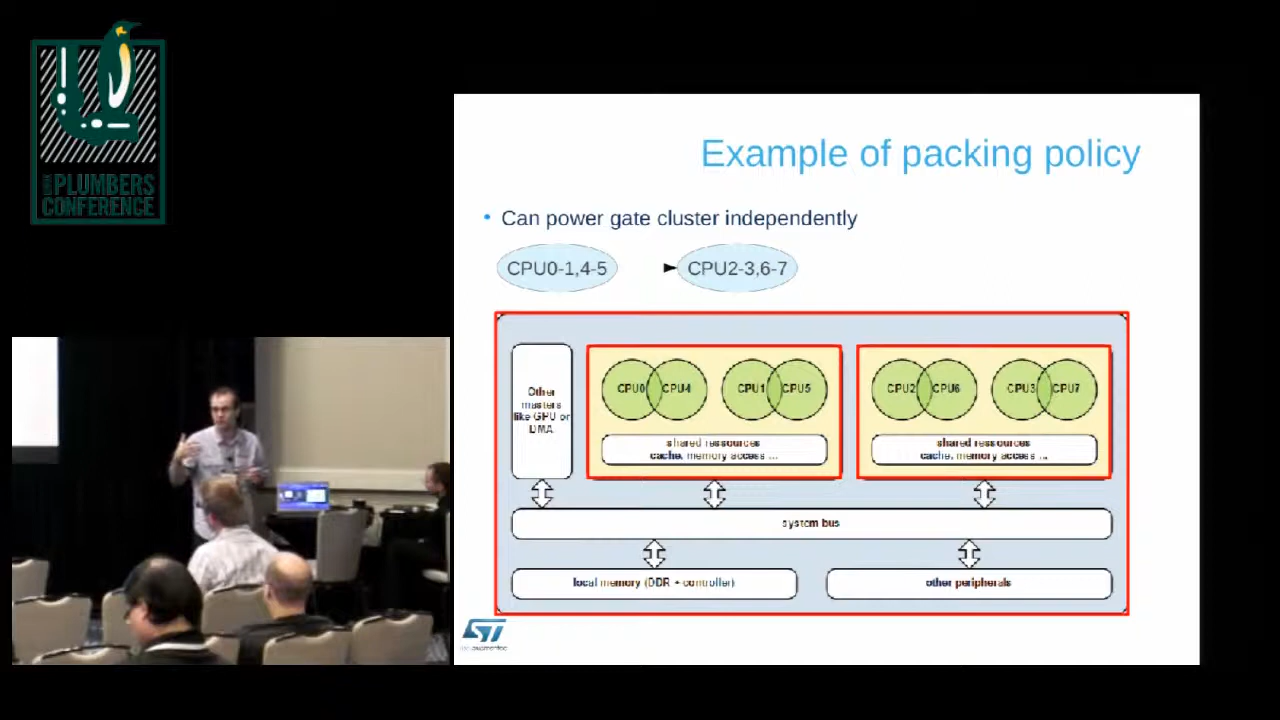 LINUX
PLUMBERS
CONFERENCE
Example of packing policy
• Can power gate cluster independently
CPU0-1,4-5
CPU2-3,6-7
Other
masters
like GPU or
DMA
CPU0
CPU4
CPU1
CPU5
shared ressources
cache, memory access ...
CPU2
CPU6
CPU3
CPU7
shared ressources
cache, memory access ...
system bus
local memory (DDR + controller)
other peripherals
ST